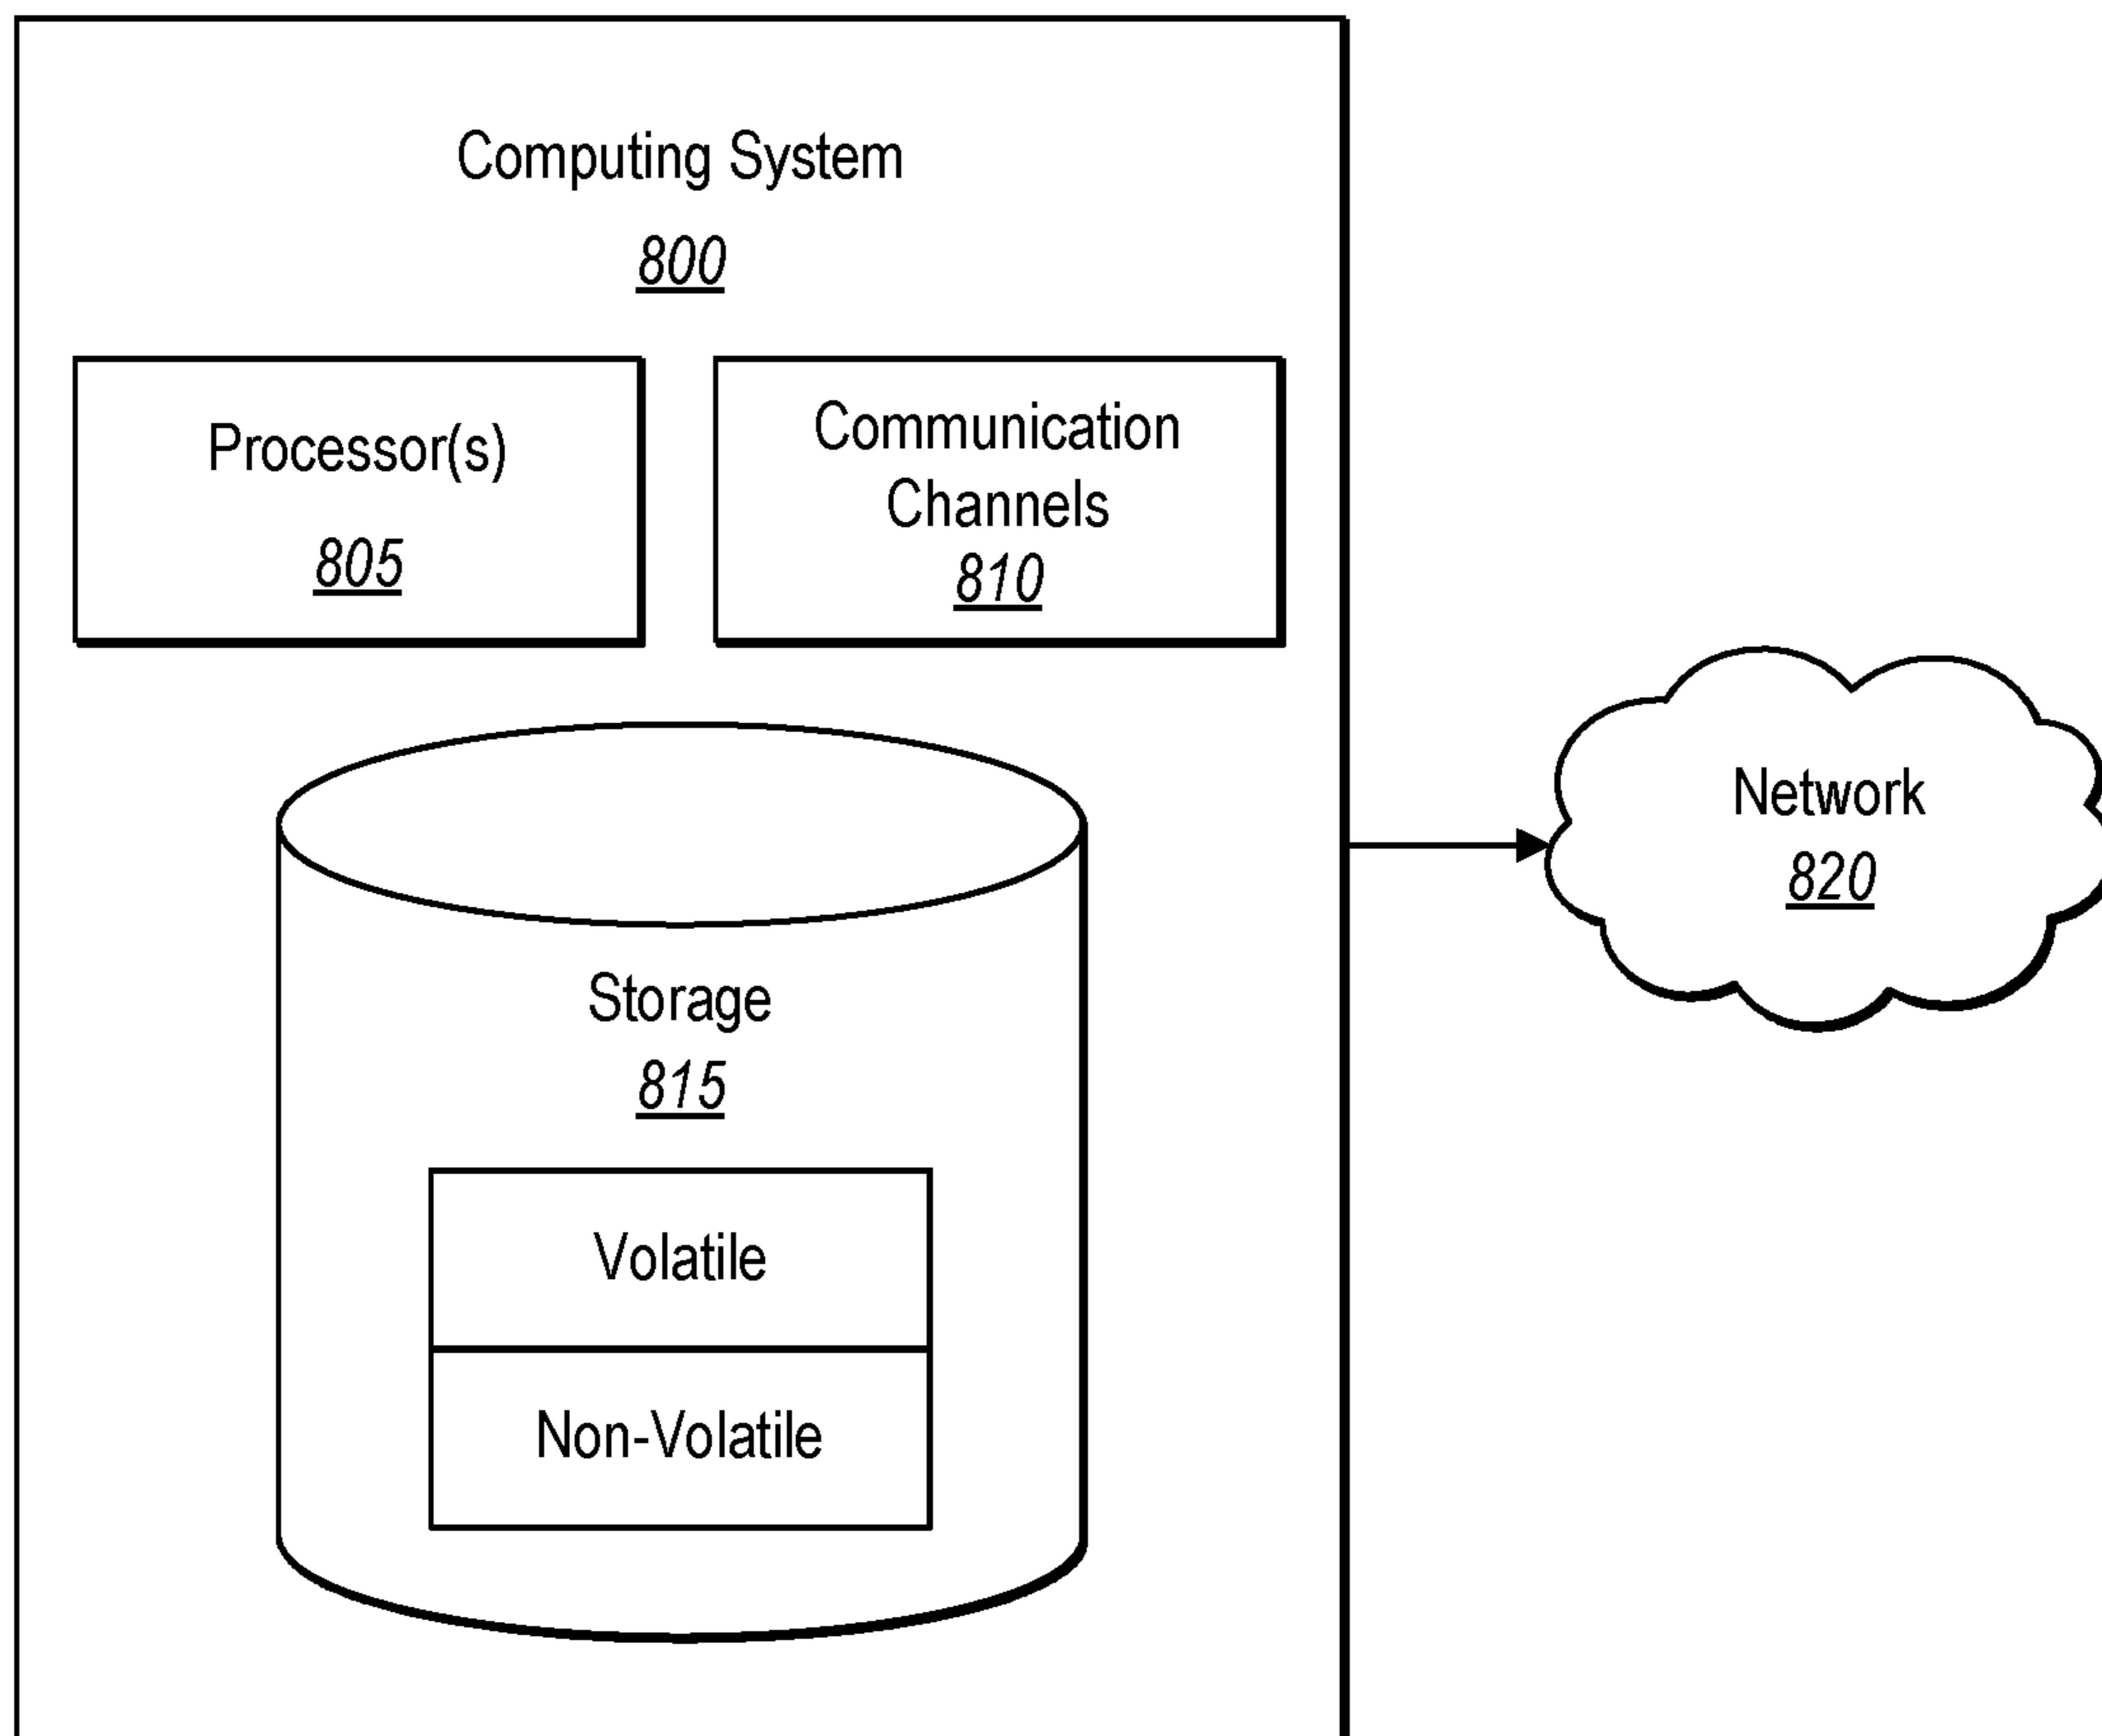 Computing System
800
Processor(s)
805
Communication
Channels
810
Network
820
Storage
815
Volatile
Non-Volatile